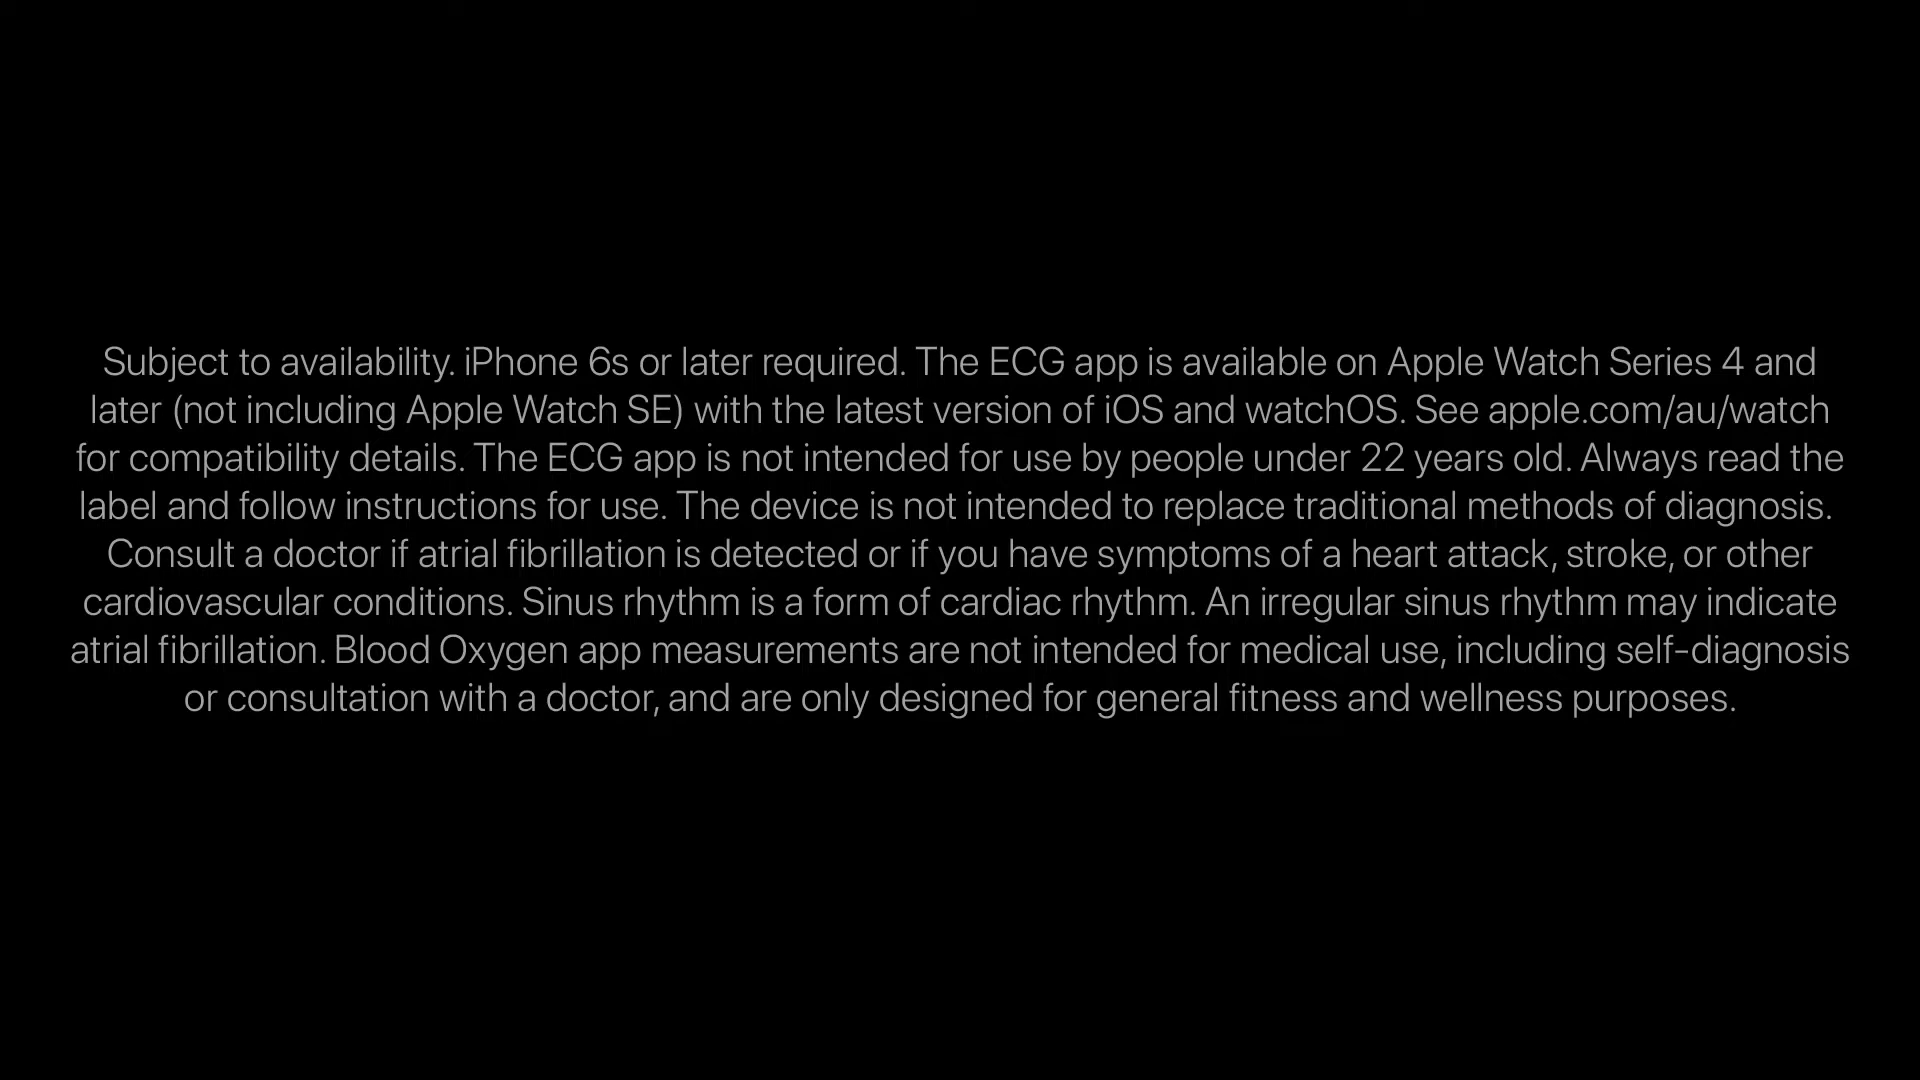 Subject to availability. iPhone 6s or later required. The ECG app is available on Apple Watch Series 4 and
later (not including Apple Watch SE) with the latest version of iOS and watchOS. See apple.com/au/watch
for compatibility details. The ECG app is not intended for use by people under 22 years old. Always read the
label and follow instructions for use. The device is not intended to replace traditional methods of diagnosis.
Consult a doctor if atrial fibrillation is detected or if you have symptoms of a heart attack, stroke, or other
cardiovascular conditions. Sinus rhythm is a form of cardiac rhythm. An irregular sinus rhythm may indicate
atrial fibrillation. Blood Oxygen app measurements are not intended for medical use, including self-diagnosis
or consultation with a doctor, and are only designed for general fitness and wellness purposes.